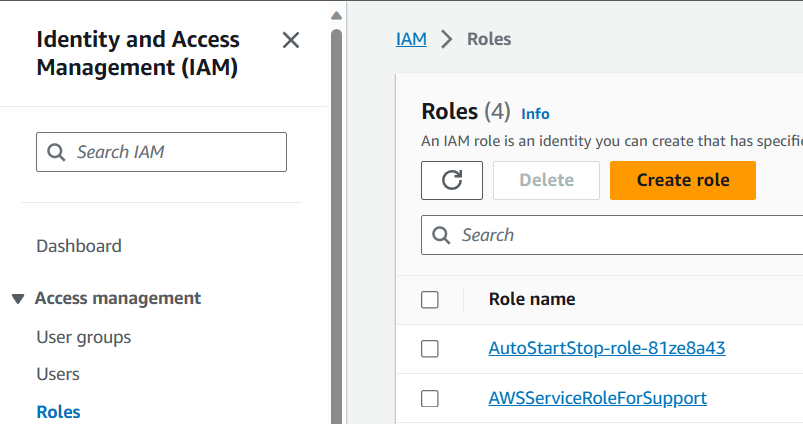 Identity and Access
Management (IAM)
Search IAM
Dashboard
Access management
User groups
Users
Roles
IAM > Roles
Roles (4) Info
An IAM role is an identity you can create that has specific
Delete Create role
Search
Role name
AutoStartStop-role-81ze8a43
AWSServiceRoleForSupport